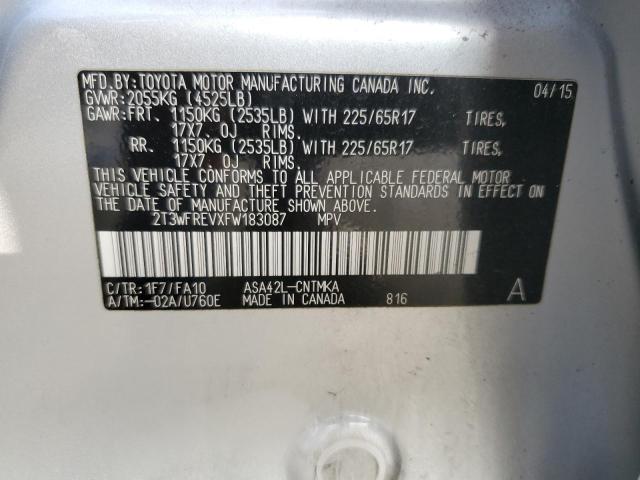 MFD.BY:TOYOTA MOTOR MANUFACTURING CANADA INC. 04/15
GVWR:2055KG (4525LB)
GAWR:FRT. 1150KG (2535LB) WITH 225/65R17 TIRES,
17X7.0J RIMS.
RR. 1150KG (2535LB) WITH 225/65R17 TIRES,
17X7.0J RIMS.
THIS VEHICLE CONFORMS TO ALL APPLICABLE FEDERAL MOTOR
VEHICLE SAFETY AND THEFT PREVENTION STANDARDS IN EFFECT ON
THE DATE OF MANUFACTURE SHOWN ABOVE.
2T3WFREVXFW183087 MPV
C/TR:1F7/FA10 ASA42L-CNTMKA
A/TM:-02A/U760E MADE IN CANADA 816 A